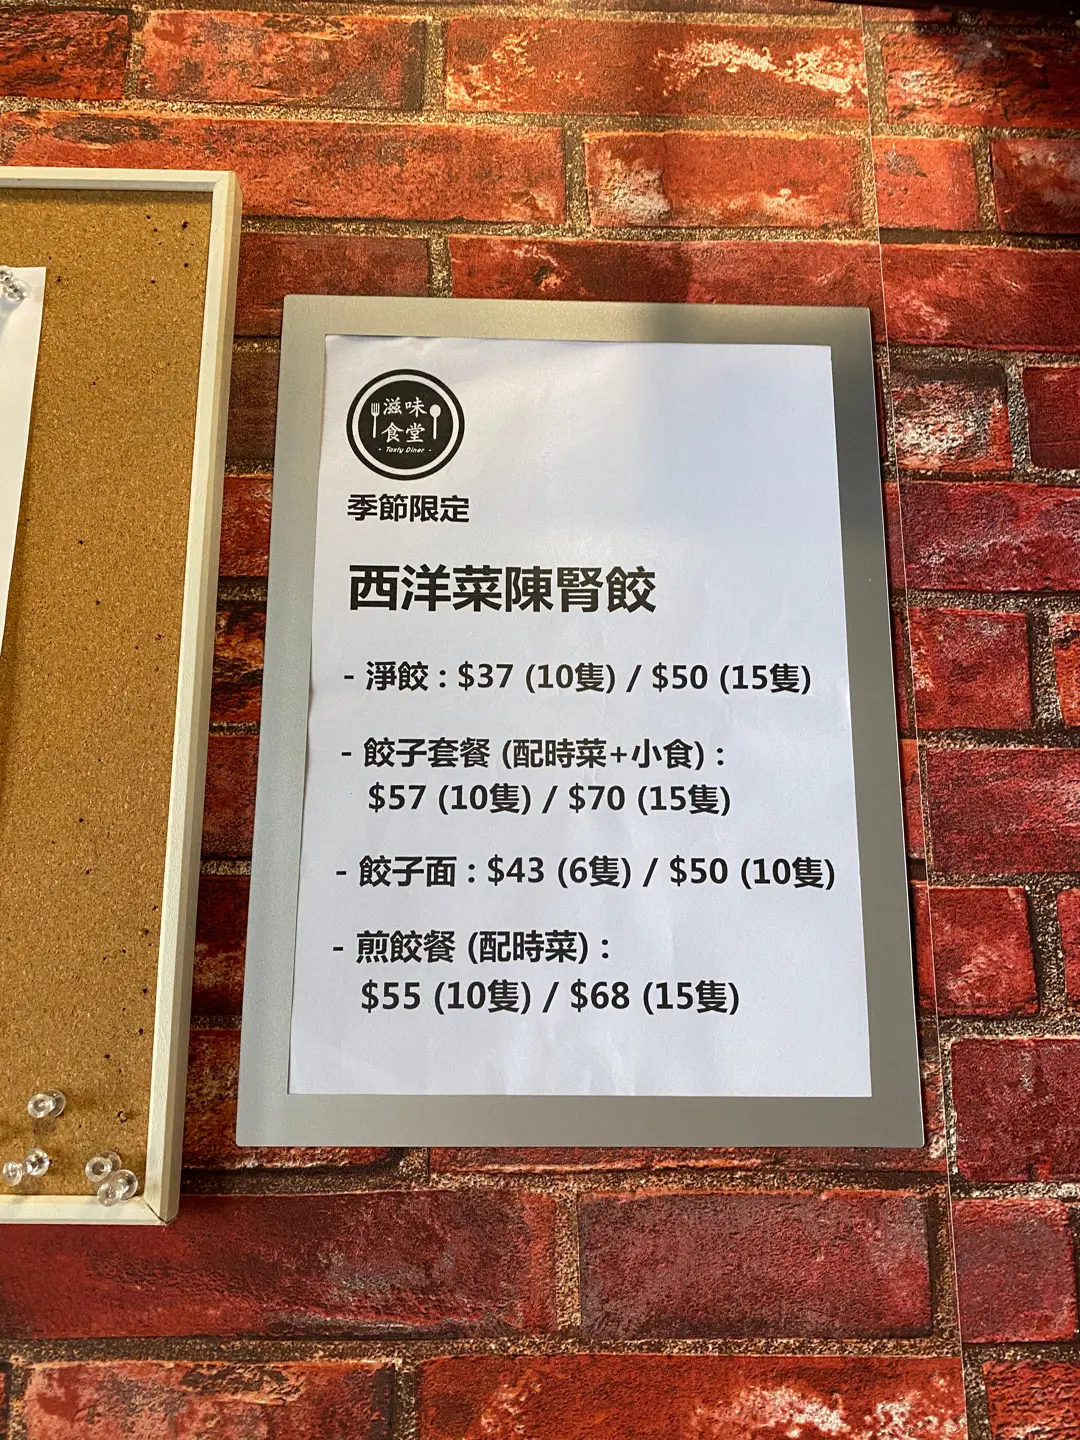 滋味
食堂
- Tasty Diner -
季節限定
西洋菜陳腎餃
- 淨餃 : $37 (10隻) / $50 (15隻)
- 餃子套餐 (配時菜+小食) :
$57 (10隻) / $70 (15隻)
- 餃子面 : $43 (6隻) / $50 (10隻)
- 煎餃餐 (配時菜) :
$55 (10隻) / $68 (15隻)